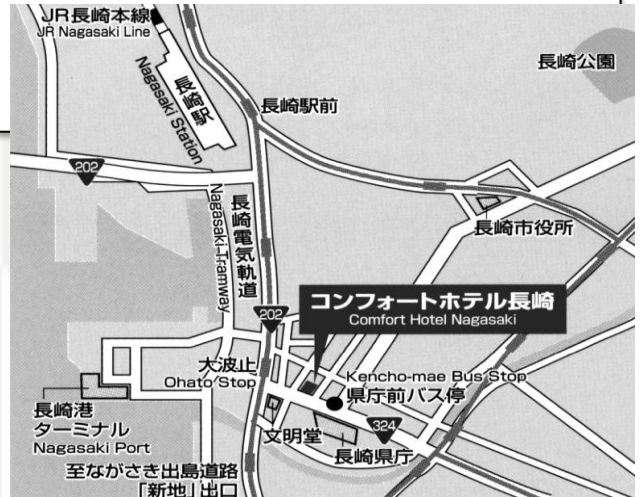 JR長崎本線
JR Nagasaki Line
長崎駅
Nagasaki Station
長崎公園
長崎駅前
202
長崎市役所
長崎電気軌道
Nagasaki Tramway
コンフォートホテル長崎
Comfort Hotel Nagasaki
202
大波止
Ohato Stop
Kencho-mae Bus Stop
県庁前バス停
長崎港
ターミナル
Nagasaki Port
文明堂
324
長崎県庁
至ながさき出島道路
「新地」出口